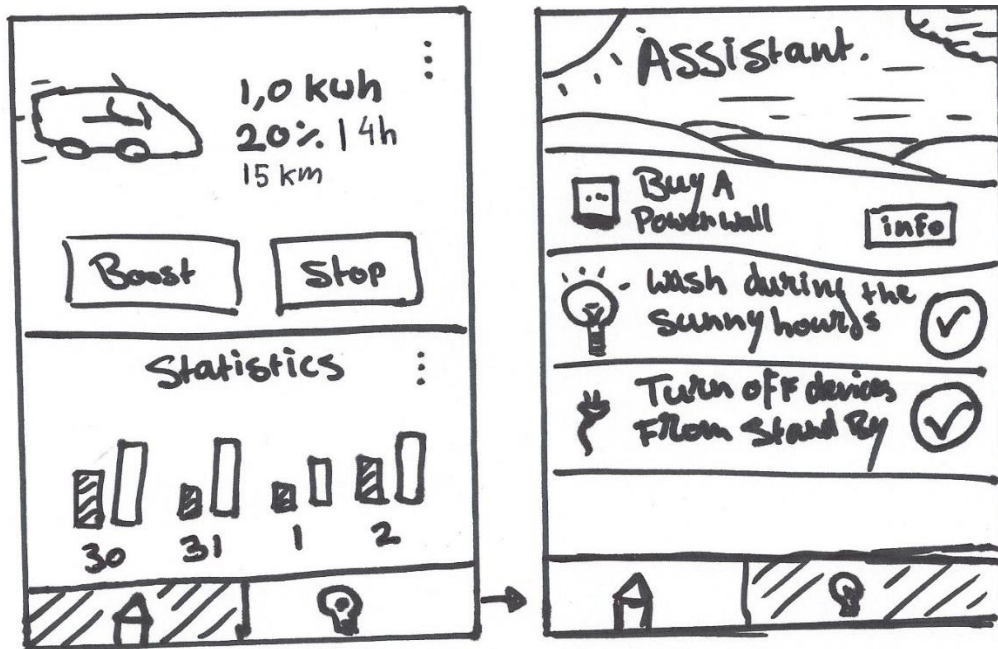 1,0 kwh
20% | 4h
15 km
Boost
Stop
Statistics
30 31 1 2
Assistant.
Buy A
Powerwall
info
Wash during the
sunny hours
Turn off devices
From Stand By